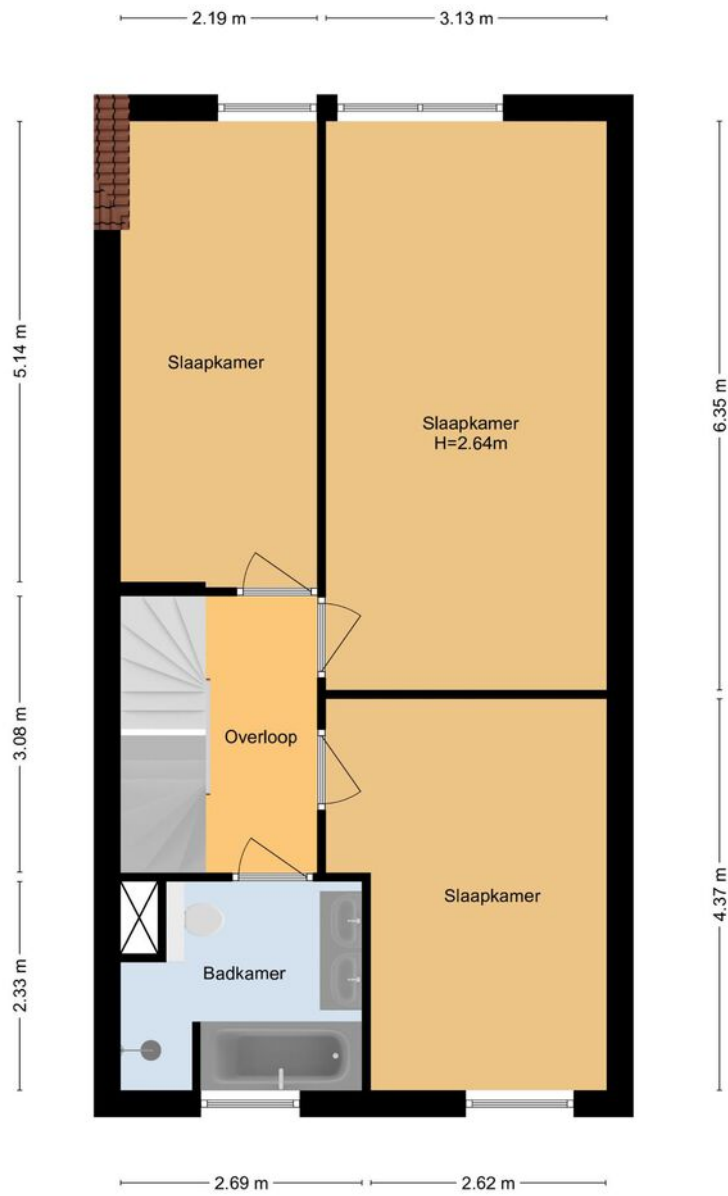 2.19 m
3.13 m
5.14 m
6.35 m
Slaapkamer
Slaapkamer
H=2.64m
3.08 m
Overloop
4.37 m
Slaapkamer
2.33 m
Badkamer
2.69 m
2.62 m